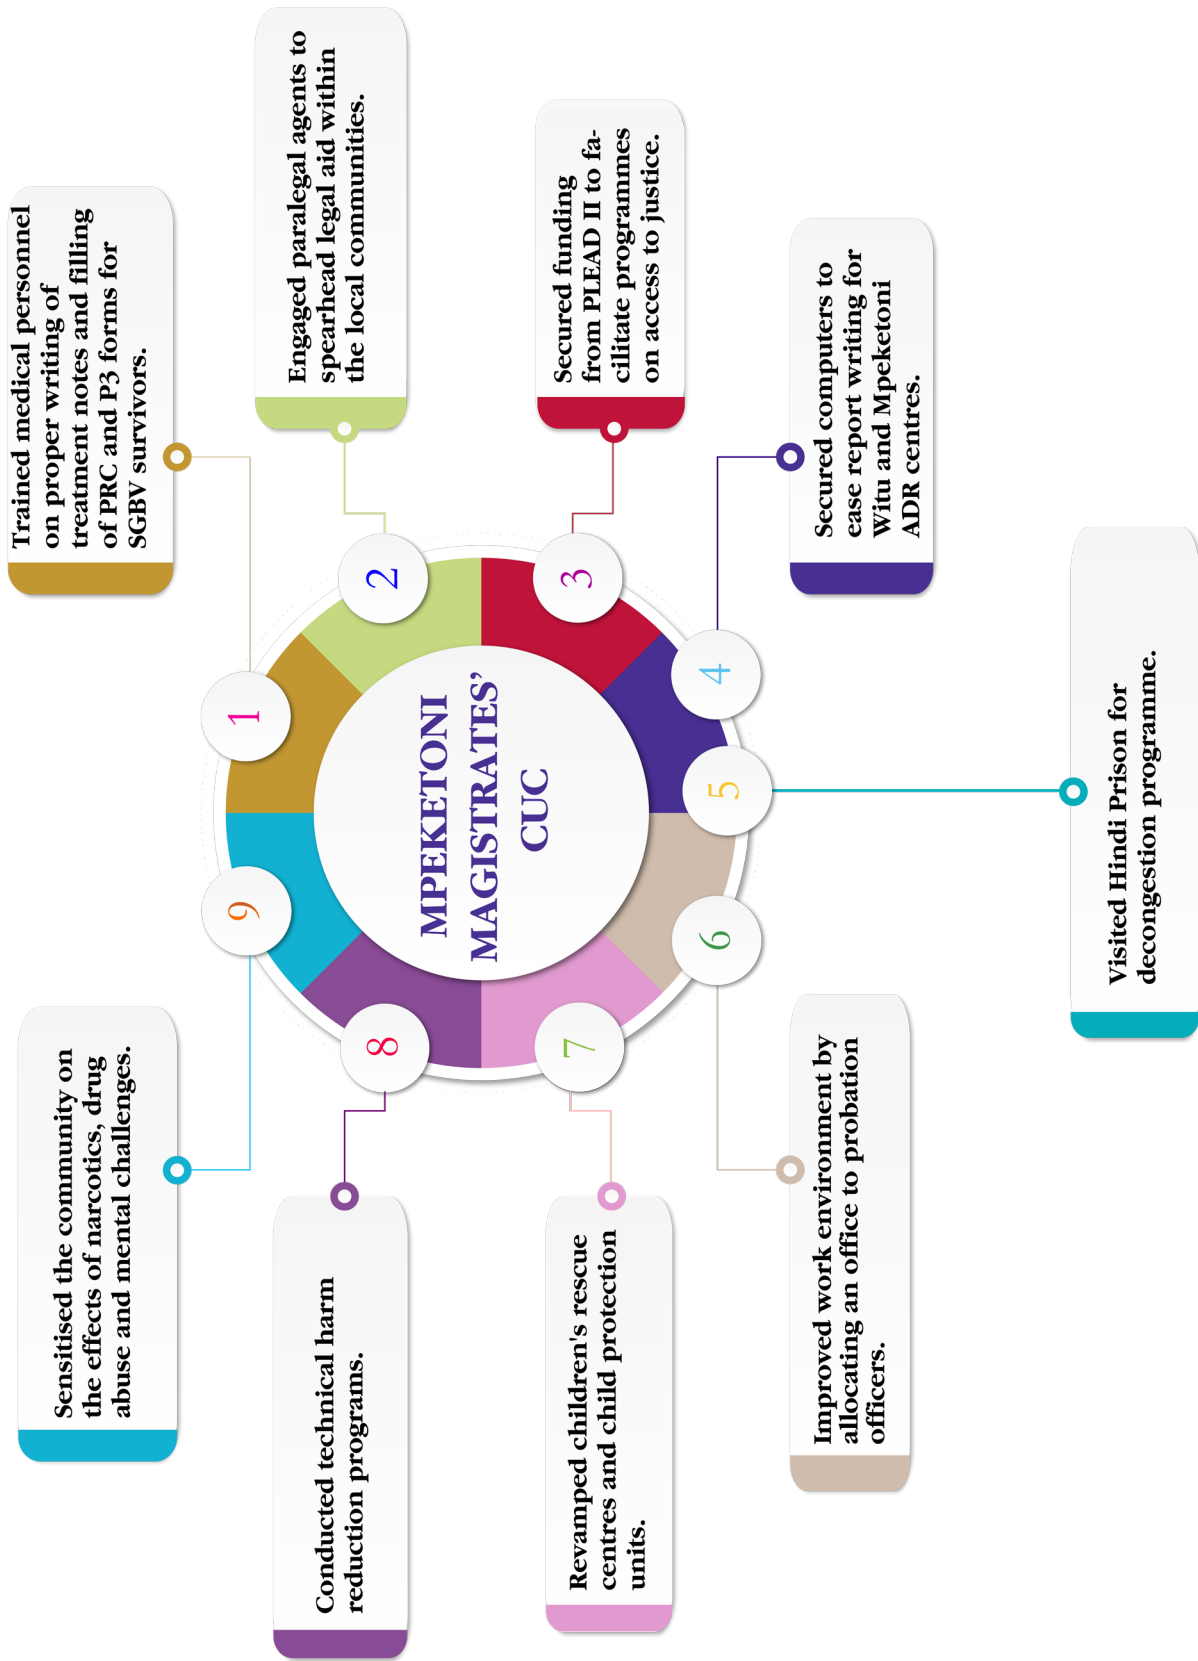 MPEKETONI
MAGISTRATES’
CUC
1
Trained medical personnel
on proper writing of
treatment notes and filling
of PRC and P3 forms for
SGBV survivors.
2
Engaged paralegal agents to
spearhead legal aid within
the local communities.
3
Secured funding
from PLEAD II to fa-
cilitate programmes
on access to justice.
4
Secured computers to
ease report writing for
Witu and Mpeketoni
ADR centres.
5
Visited Hindi Prison for
decongestion programme.
6
Improved work environment by
allocating an office to probation
officers.
7
Revamped children's rescue
centres and child protection
units.
8
Conducted technical harm
reduction programs.
9
Sensitised the community on
the effects of narcotics, drug
abuse and mental challenges.